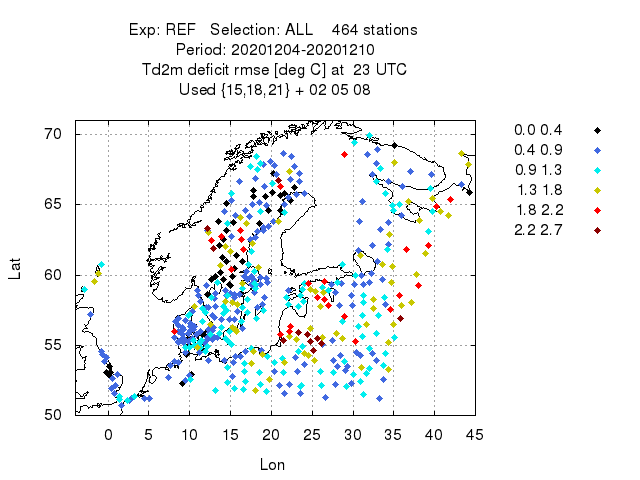 Exp: REF Selection: ALL 464 stations
Period: 20201204-20201210
Td2m deficit rmse [deg C] at 23 UTC
Used {15,18,21} + 02 05 08
70
65
60
55
50
Lat
0 5 10 15 20 25 30 35 40 45
Lon
0.0 0.4
0.4 0.9
0.9 1.3
1.3 1.8
1.8 2.2
2.2 2.7